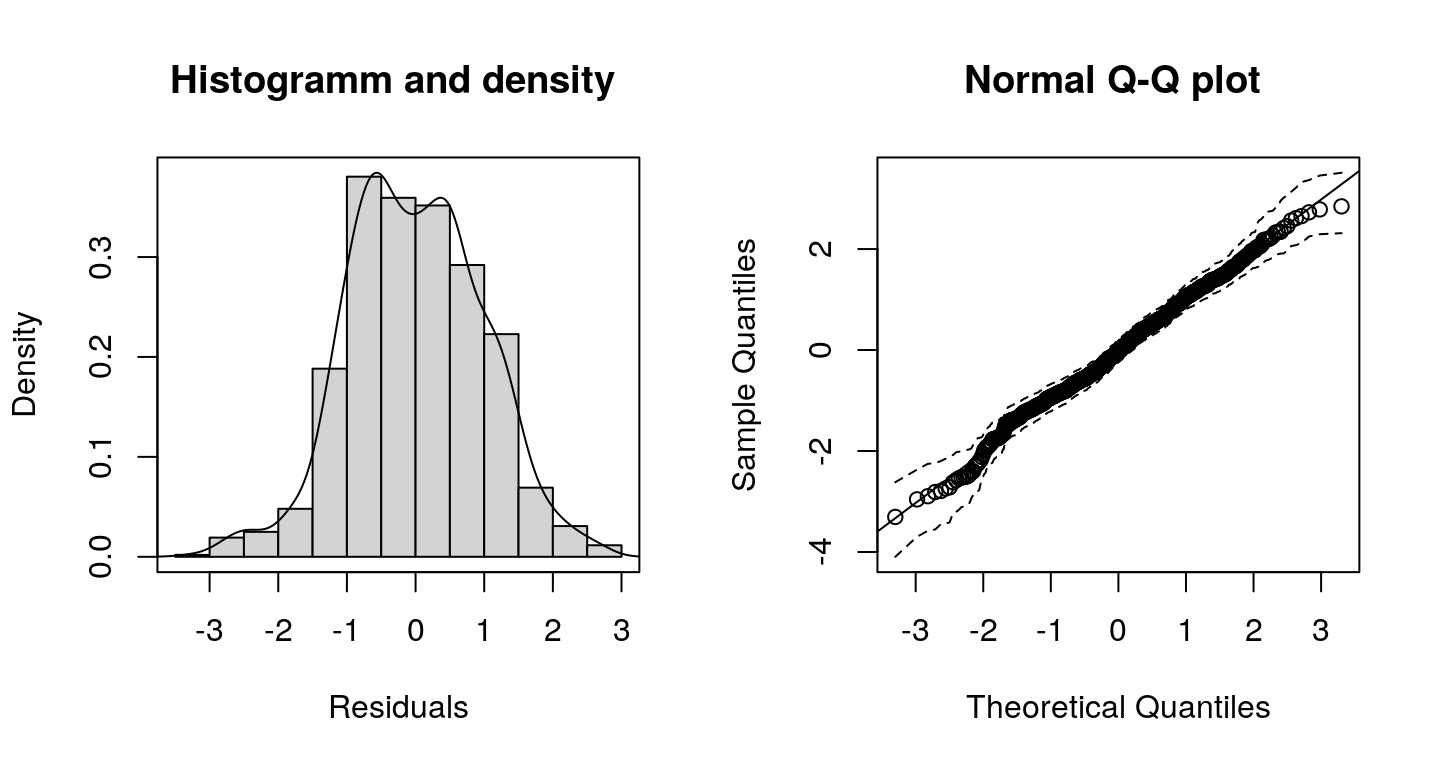 Histogramm and density
Density
0.0 0.1 0.2 0.3
-3 -2 -1 0 1 2 3
Residuals
Normal Q-Q plot
Sample Quantiles
-4 -2 0 2
-3 -2 -1 0 1 2 3
Theoretical Quantiles